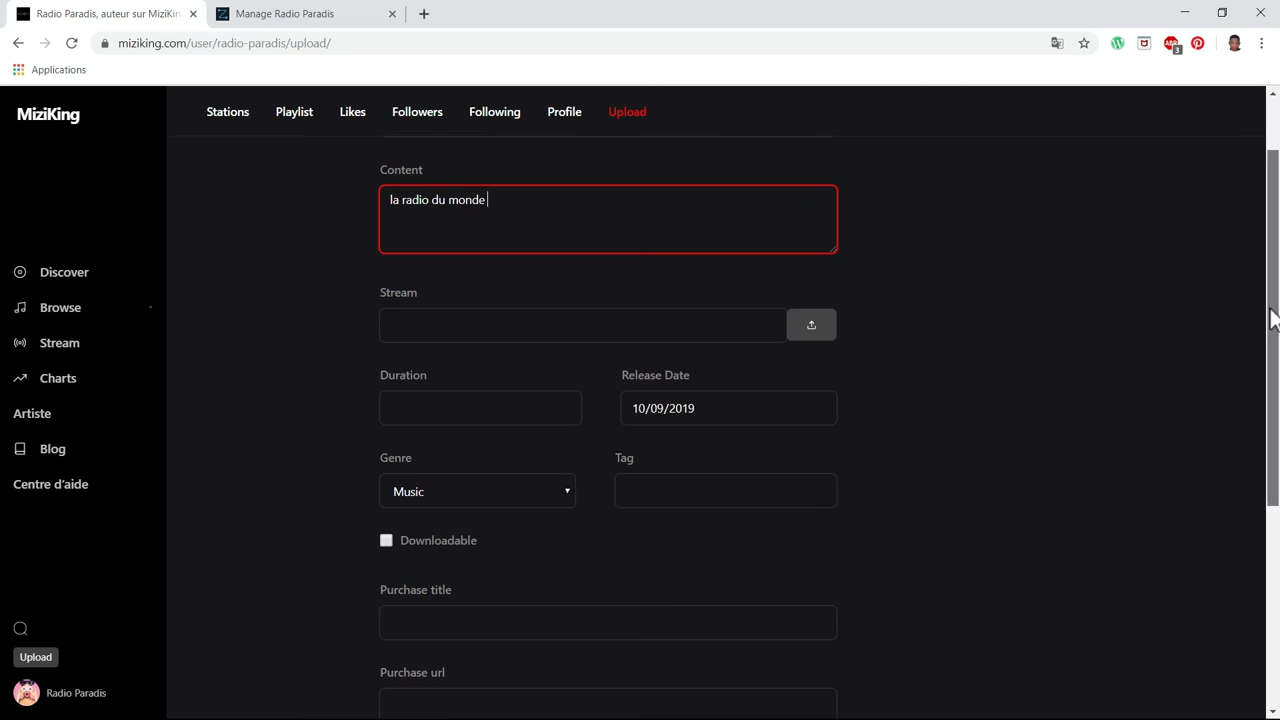 Radio Paradis, auteur sur MiziKin
Manage Radio Paradis
miziking.com/user/radio-paradis/upload/
ABP
3
Applications
MiziKing
Stations
Playlist
Likes
Followers
Following
Profile
Upload
Discover
Browse
Stream
Charts
Artiste
Blog
Centre d'aide
Upload
Radio Paradis
Content
la radio du monde
Stream
Duration
Release Date
10/09/2019
Genre
Tag
Music
Downloadable
Purchase title
Purchase url